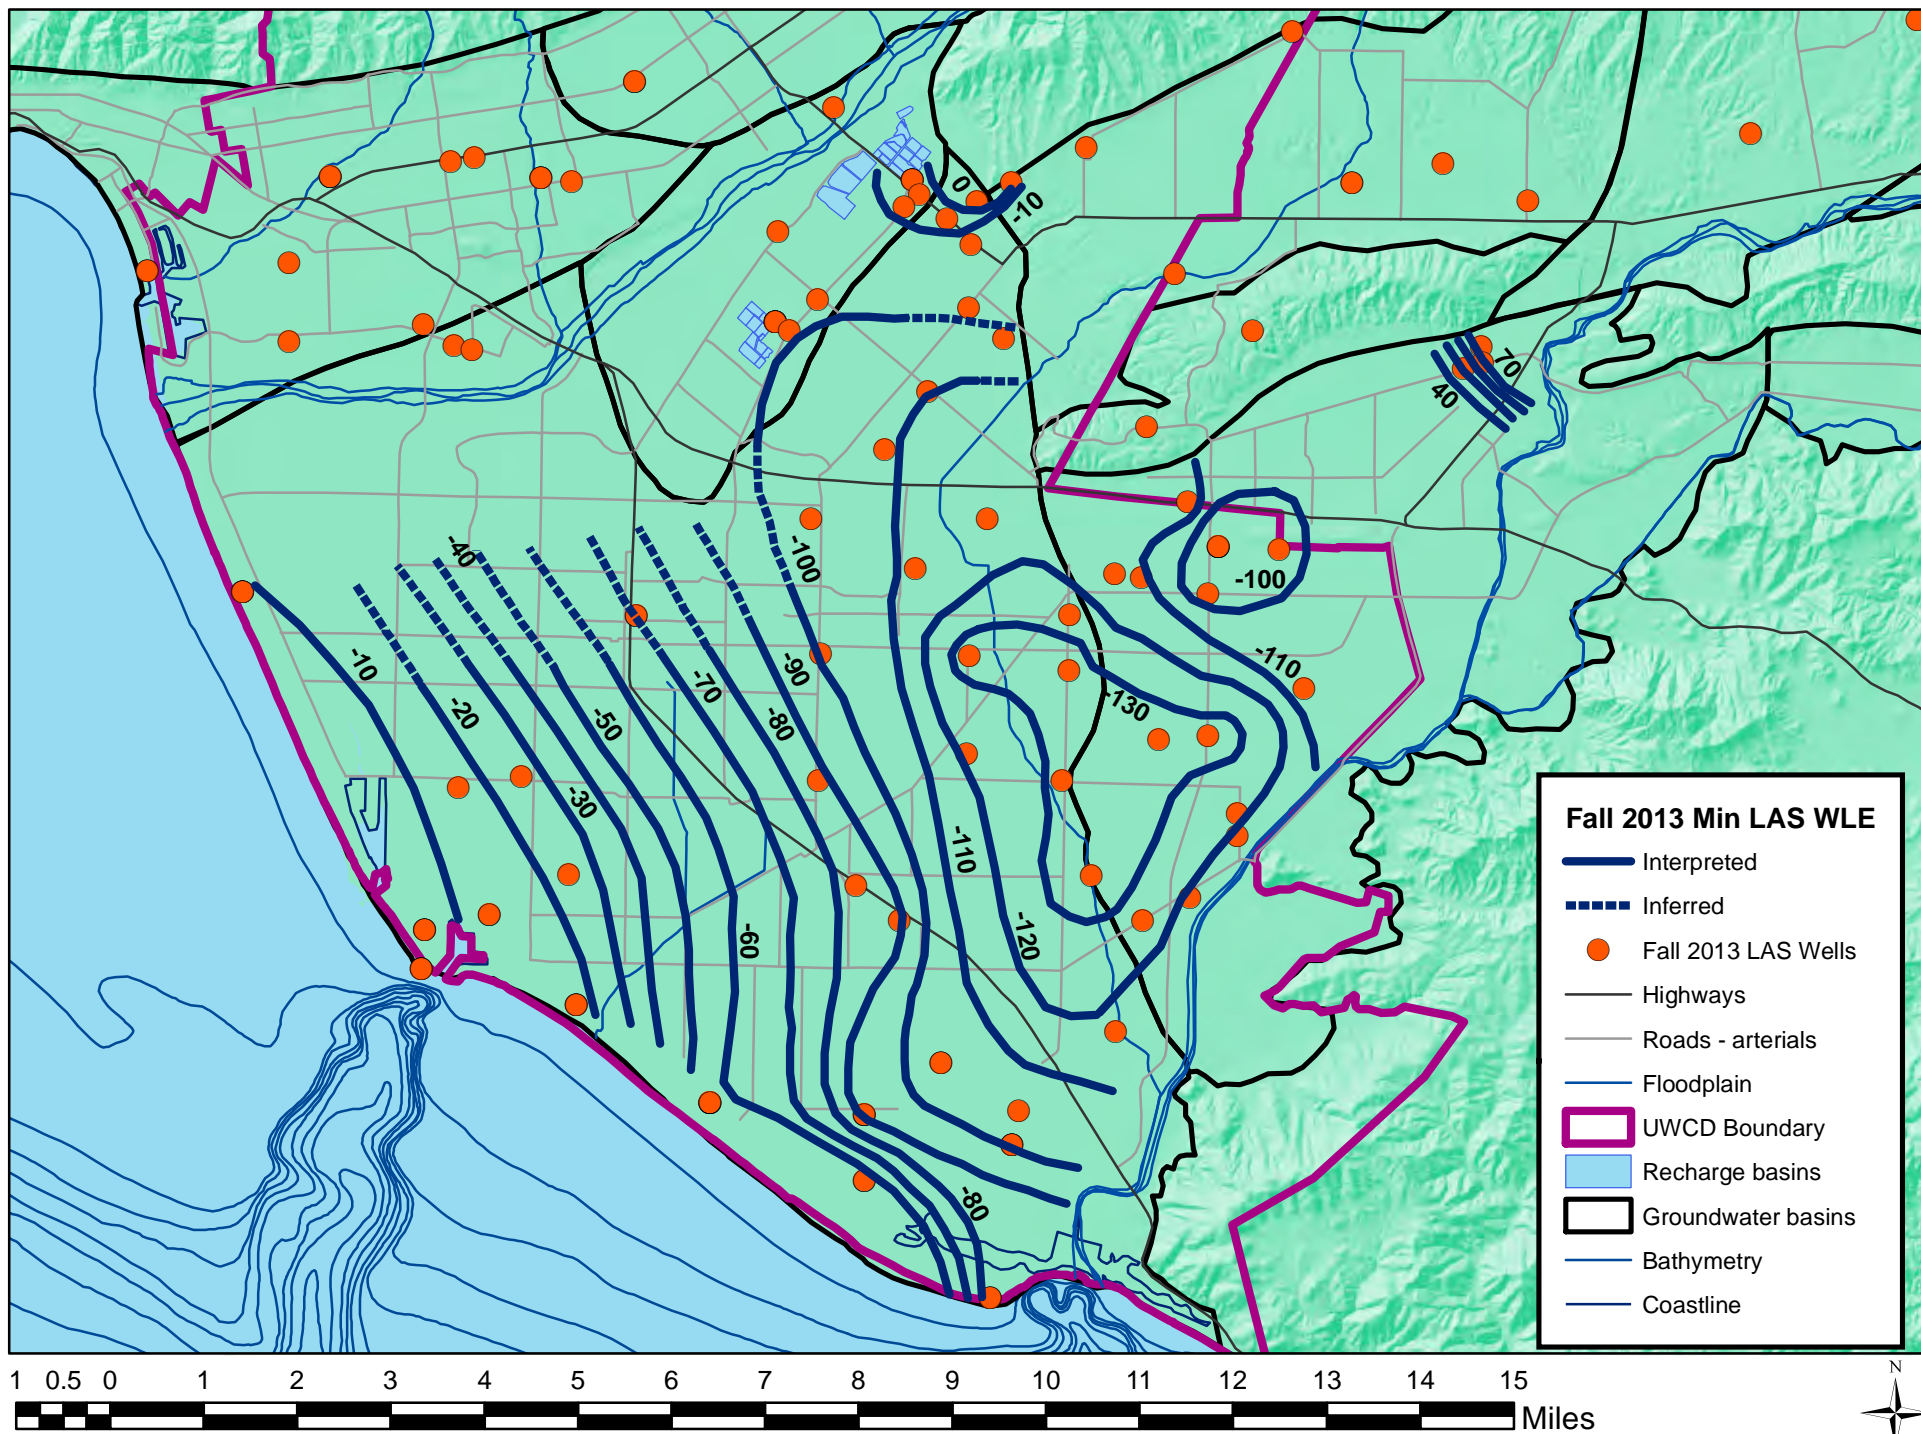 0
-10
70
40
-40
-100
-100
-10
-20
-70
-90
-110
-50
-80
-130
-30
-110
-60
-120
-80
Fall 2013 Min LAS WLE
Interpreted
Inferred
Fall 2013 LAS Wells
Highways
Roads - arterials
Floodplain
UWCD Boundary
Recharge basins
Groundwater basins
Bathymetry
Coastline
1 0.5 0 1 2 3 4 5 6 7 8 9 10 11 12 13 14 15
Miles
N